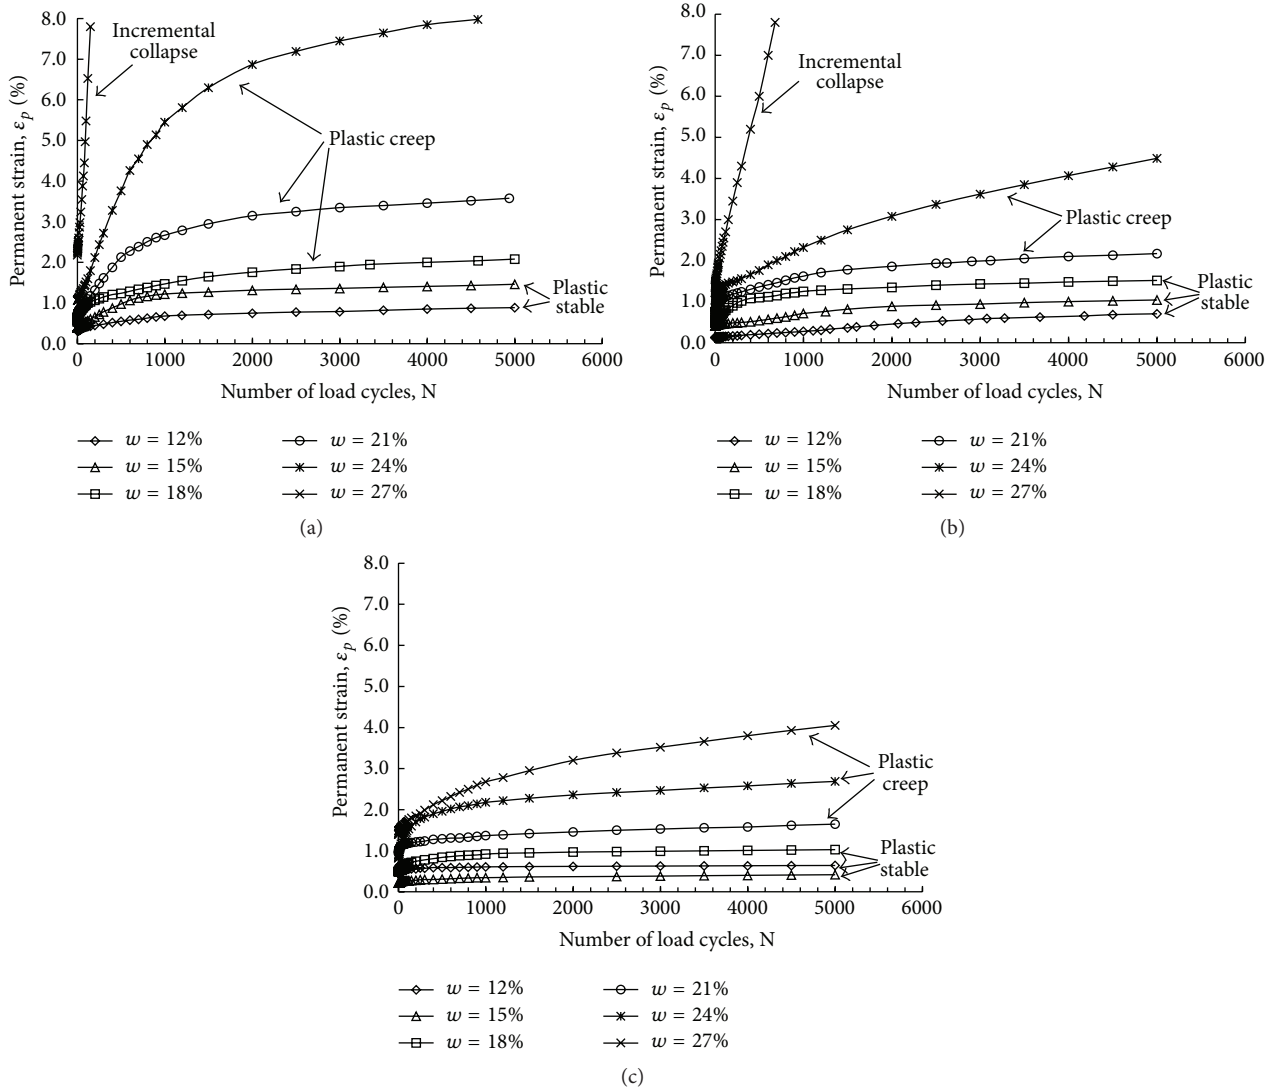 8.0
7.0
6.0
5.0
4.0
3.0
2.0
1.0
0.0
Permanent strain, εp (%)
Incremental
collapse
Plastic creep
Plastic
stable
0 1000 2000 3000 4000 5000 6000
Number of load cycles, N
w = 12% w = 21%
w = 15% w = 24%
w = 18% w = 27%
(a)
8.0
7.0
6.0
5.0
4.0
3.0
2.0
1.0
0.0
Permanent strain, εp (%)
Incremental
collapse
Plastic creep
Plastic
stable
0 1000 2000 3000 4000 5000 6000
Number of load cycles, N
w = 12% w = 21%
w = 15% w = 24%
w = 18% w = 27%
(b)
8.0
7.0
6.0
5.0
4.0
3.0
2.0
1.0
0.0
Permanent strain, εp (%)
Plastic
creep
Plastic
stable
0 1000 2000 3000 4000 5000 6000
Number of load cycles, N
w = 12% w = 21%
w = 15% w = 24%
w = 18% w = 27%
(c)